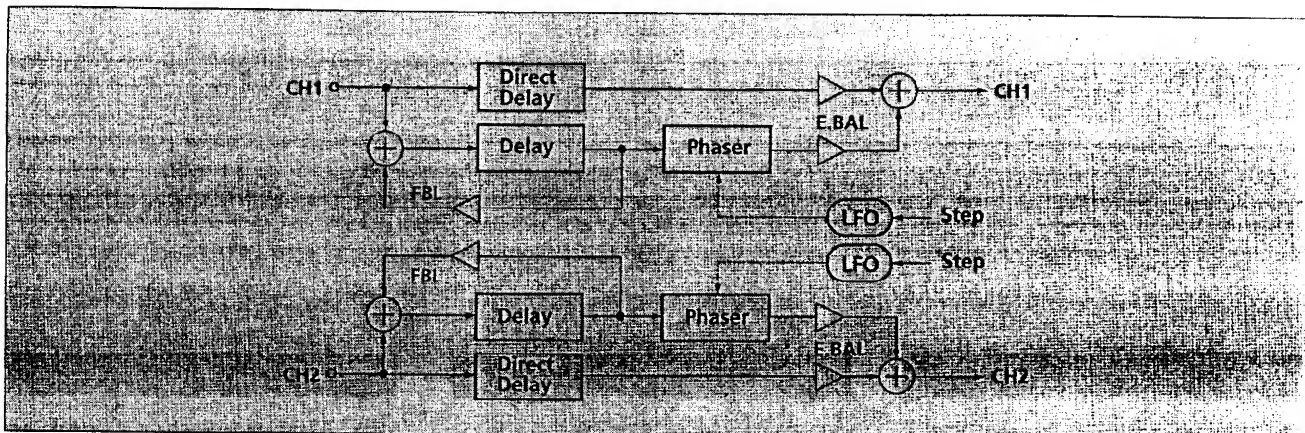 CH1
Direct
Delay
CH1
E.BAL
Delay
Phaser
FBL
LFO
Step
LFO
Step
FBL
Delay
Phaser
E.BAL
CH2
Direct
Delay
CH2